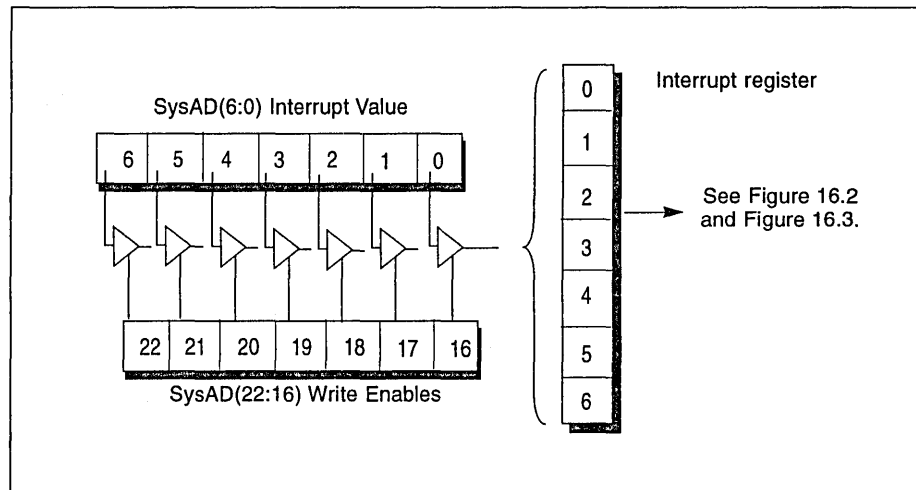 SysAD(6:0) Interrupt Value
6 5 4 3 2 1 0
22 21 20 19 18 17 16
SysAD(22:16) Write Enables
Interrupt register
0
1
2
3
4
5
6
See Figure 16.2
and Figure 16.3.